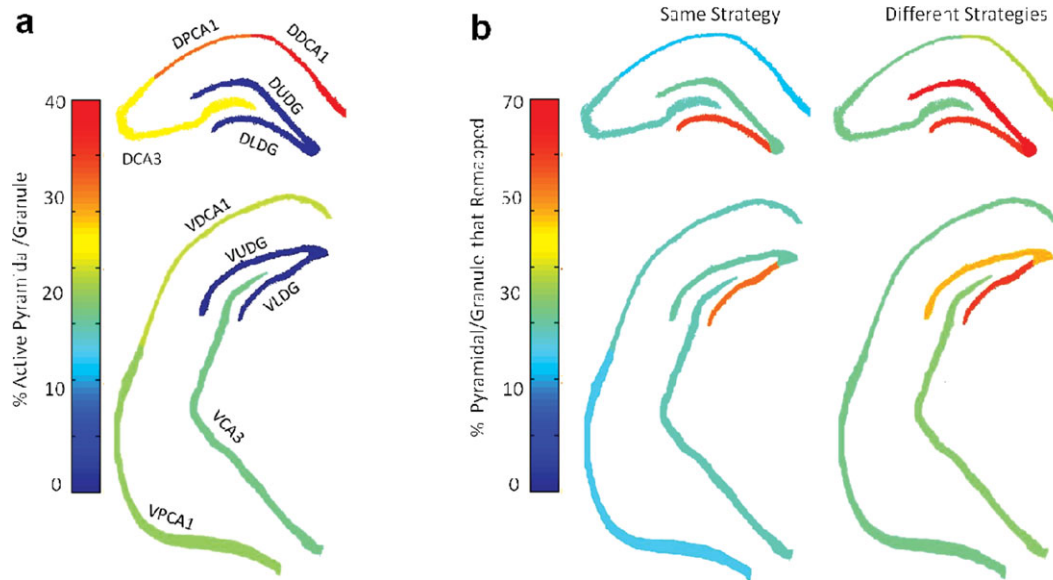 a
DPCA1
DDCA1
DUDG
DLDG
DCA3
VDCA1
VUDG
VLDG
VCA3
VPCA1
% Active Pyramida /Granule
40
30
20
10
0
b
Same Strategy
Different Strategies
% Pyramidal/Granule that Remapped
70
50
30
10
0